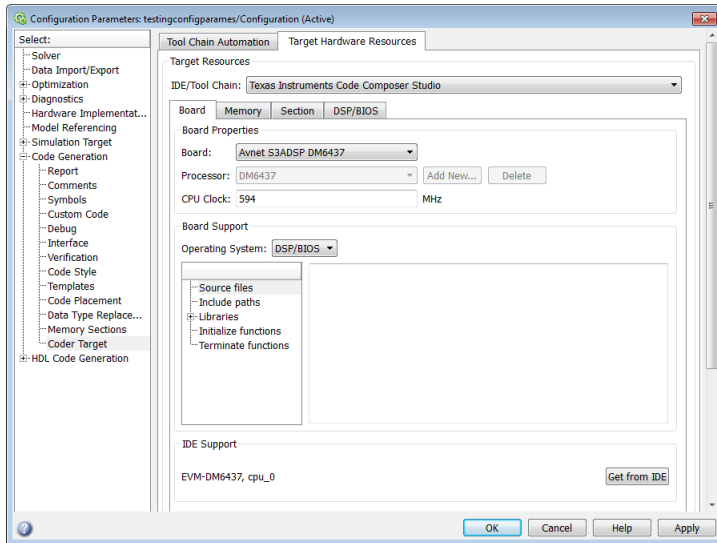 Configuration Parameters: testingconfigparames/Configuration (Active)
Select:
Solver
Data Import/Export
Optimization
Diagnostics
Hardware Implementat...
Model Referencing
Simulation Target
Code Generation
Report
Comments
Symbols
Custom Code
Debug
Interface
Verification
Code Style
Templates
Code Placement
Data Type Replace...
Memory Sections
Coder Target
HDL Code Generation
Tool Chain Automation Target Hardware Resources
Target Resources
IDE/Tool Chain: Texas Instruments Code Composer Studio
Board Memory Section DSP/BIOS
Board Properties
Board: Avnet S3ADSP DM6437
Processor: DM6437 Add New... Delete
CPU Clock: 594 MHz
Board Support
Operating System: DSP/BIOS
Source files
Include paths
Libraries
Initialize functions
Terminate functions
IDE Support
EVM-DM6437, cpu_0 Get from IDE
OK Cancel Help Apply